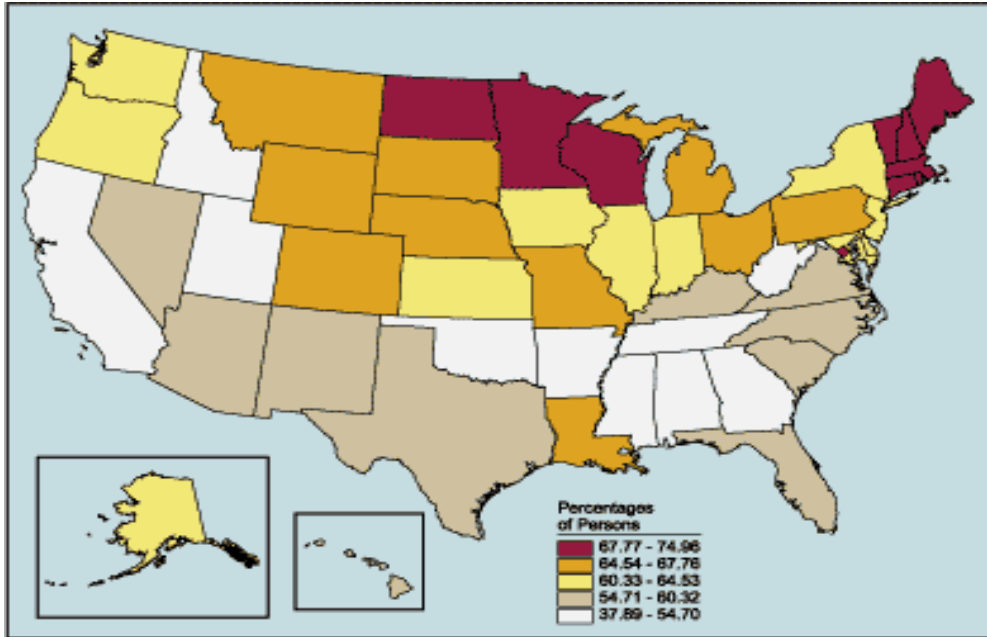 Percentages
of Persons
67.77 - 74.96
64.54 - 67.76
60.33 - 64.53
54.71 - 60.32
37.89 - 54.70